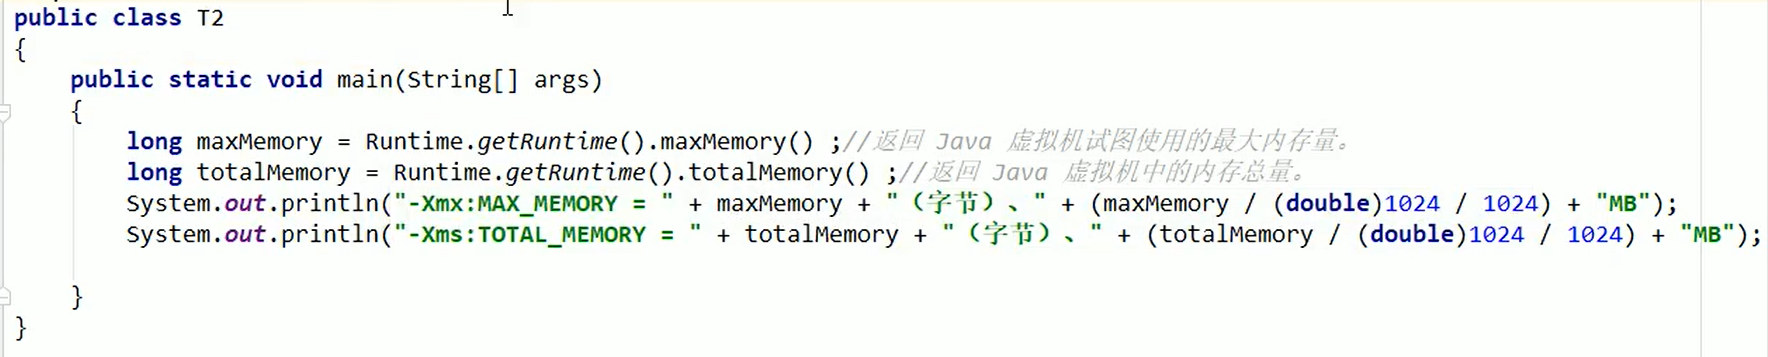 public class T2
{
public static void main(String[] args)
{
long maxMemory = Runtime.getRuntime().maxMemory() ;//返回 Java 虚拟机试图使用的最大内存量。
long totalMemory = Runtime.getRuntime().totalMemory() ;//返回 Java 虚拟机中的内存总量。
System.out.println("-Xmx:MAX_MEMORY = " + maxMemory + "（字节）、" + (maxMemory / (double)1024 / 1024) + "MB");
System.out.println("-Xms:TOTAL_MEMORY = " + totalMemory + "（字节）、" + (totalMemory / (double)1024 / 1024) + "MB");
}
}